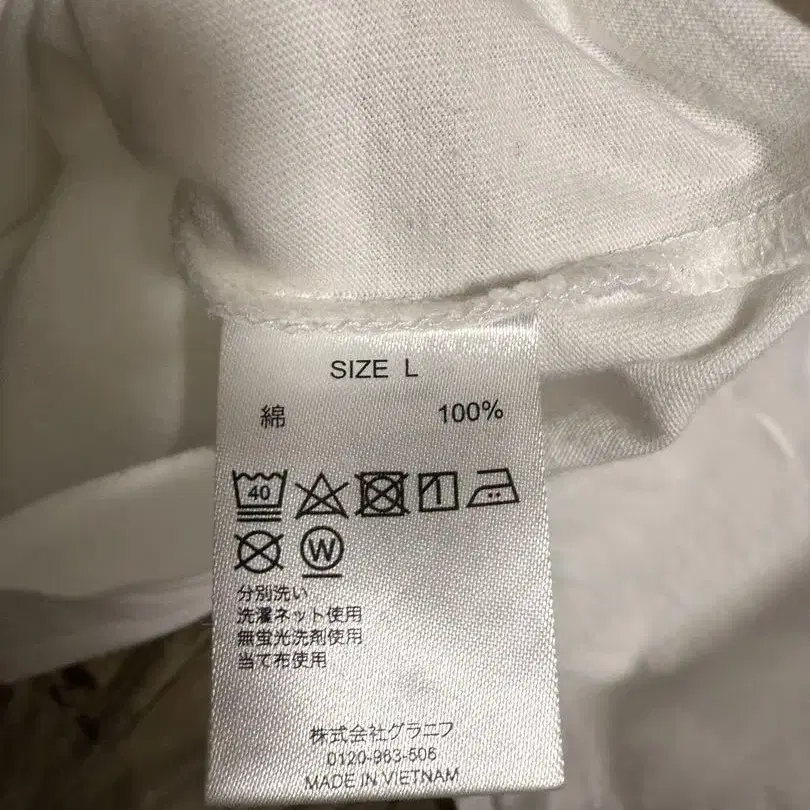 SIZE L
綿 100%
40
W
分別洗い
洗濯ネット使用
無蛍光洗剤使用
当て布使用
株式会社グラニフ
0120-963-506
MADE IN VIETNAM